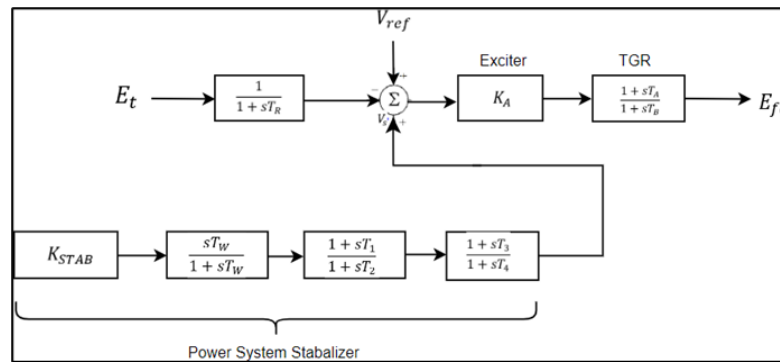 V_ref
Exciter
TGR
E_t
1 / (1 + sT_R)
−
+
Σ
V_s
+
K_A
(1 + sT_A) / (1 + sT_B)
E_f
K_STAB
sT_W / (1 + sT_W)
(1 + sT_1) / (1 + sT_2)
(1 + sT_3) / (1 + sT_4)
Power System Stabalizer